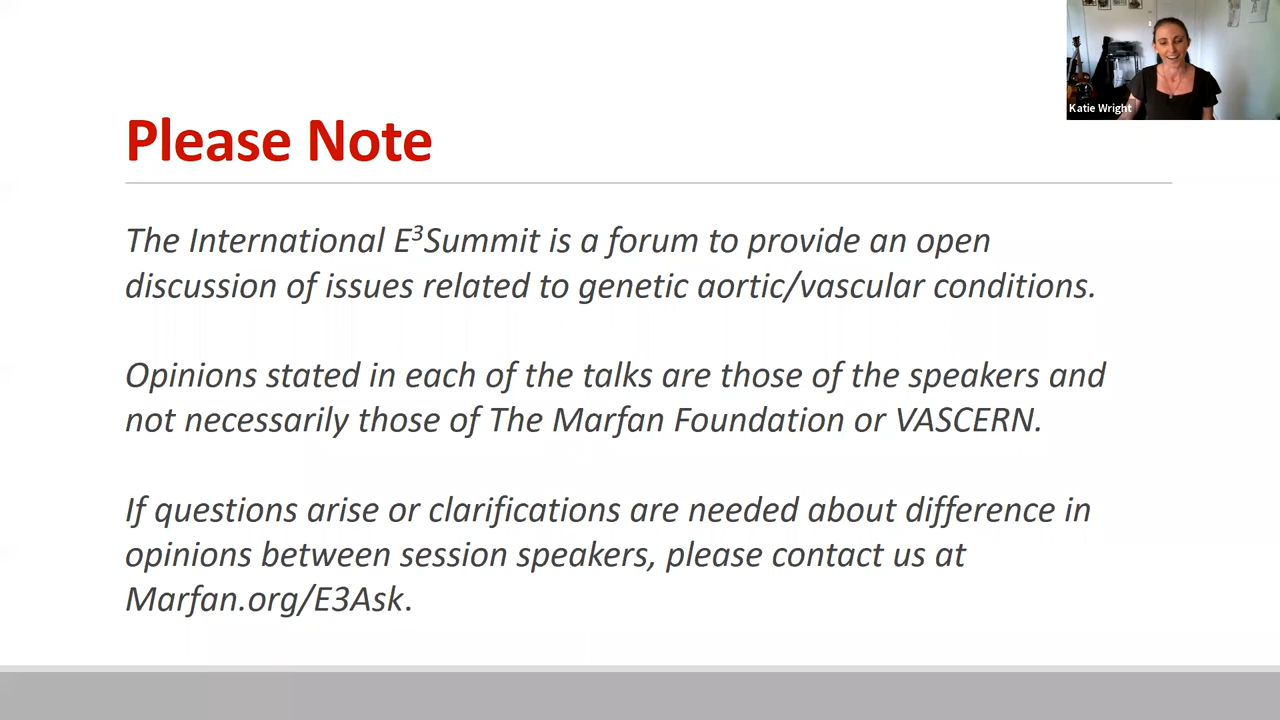 Katie Wright
Please Note
The International E³Summit is a forum to provide an open
discussion of issues related to genetic aortic/vascular conditions.
Opinions stated in each of the talks are those of the speakers and
not necessarily those of The Marfan Foundation or VASCERN.
If questions arise or clarifications are needed about difference in
opinions between session speakers, please contact us at
Marfan.org/E3Ask.